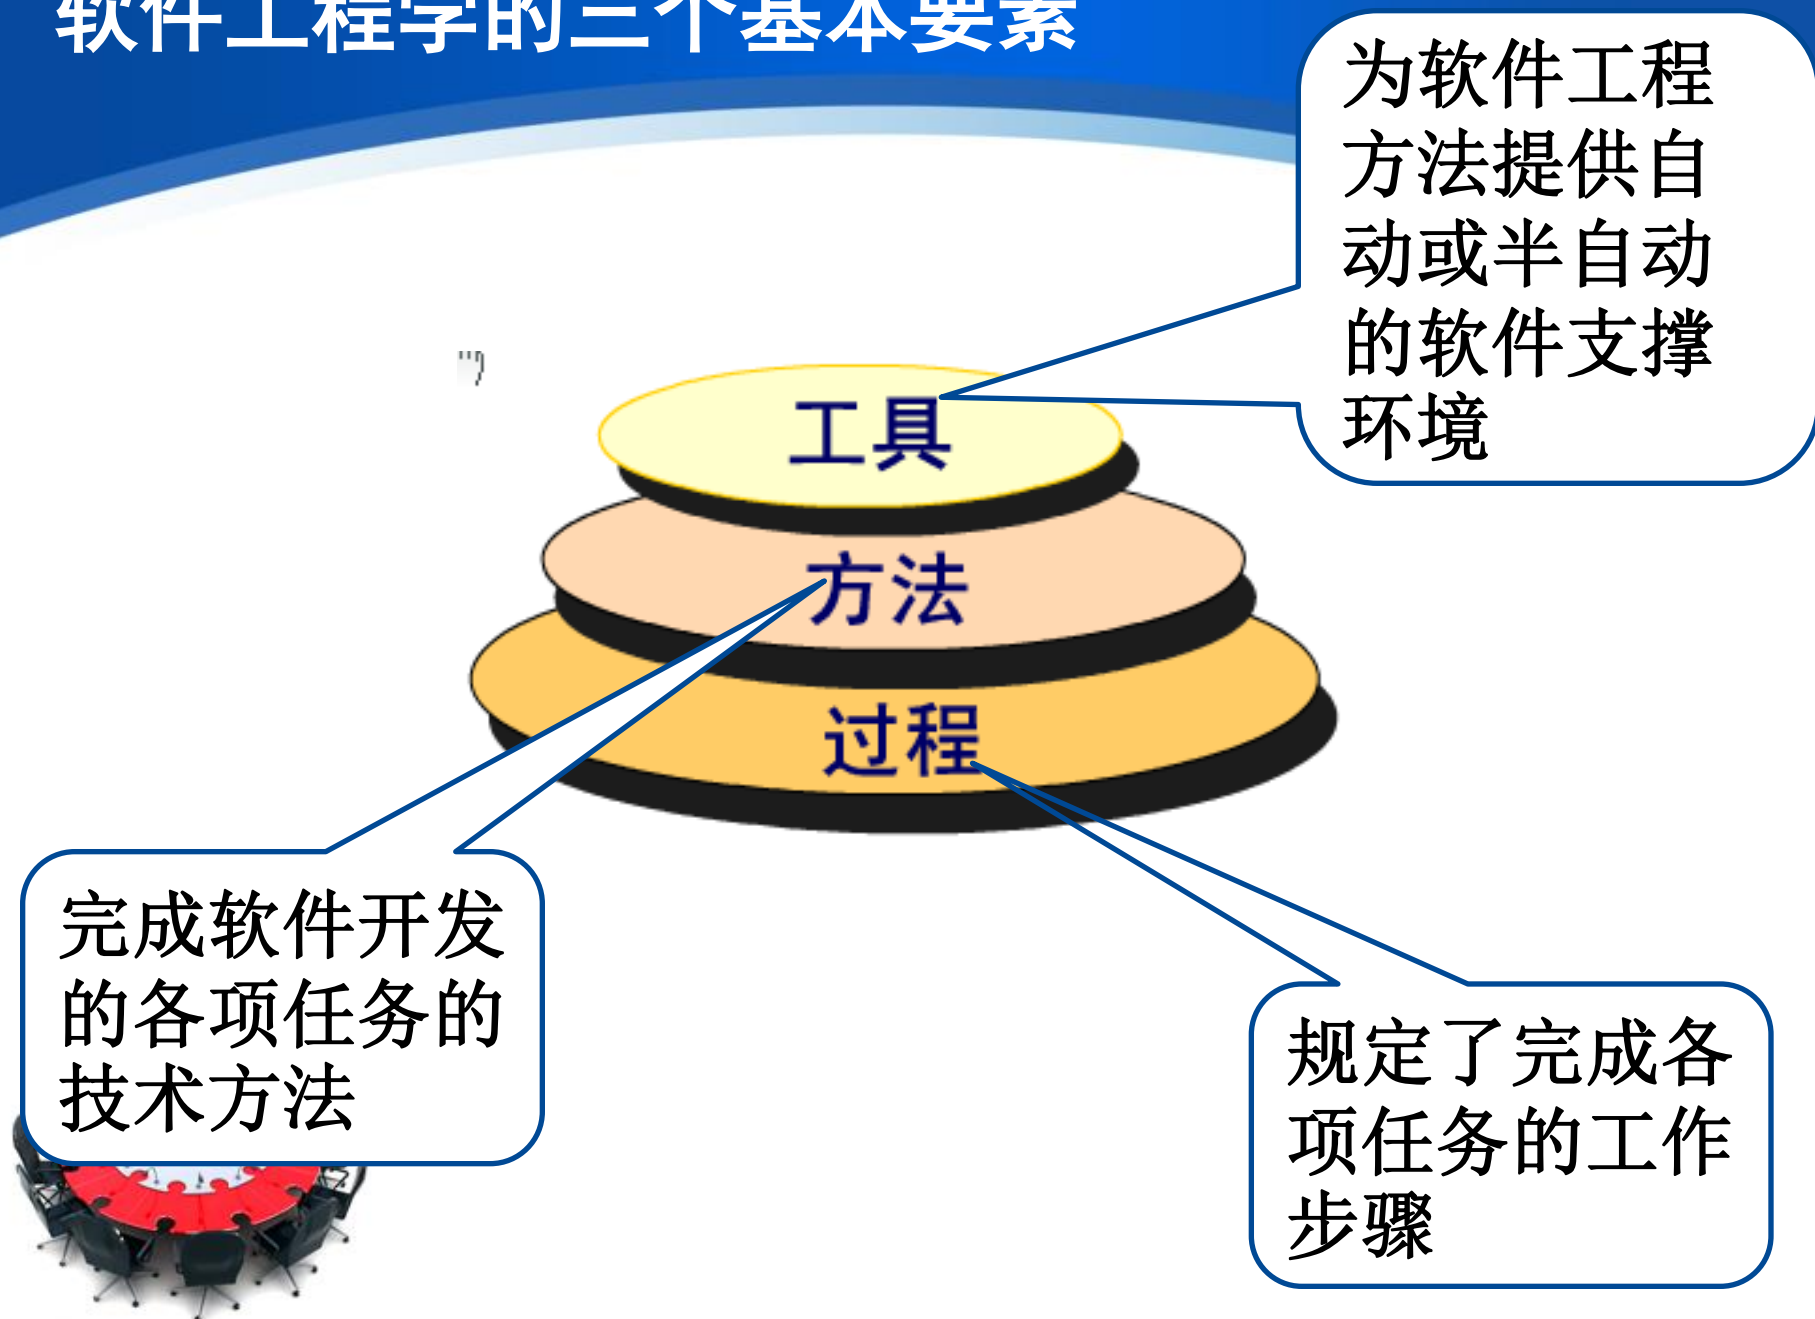 软件工程学的三个基本要素
为软件工程
方法提供自
动或半自动
的软件支撑
环境
工具
方法
过程
完成软件开发
的各项任务的
技术方法
规定了完成各
项任务的工作
步骤